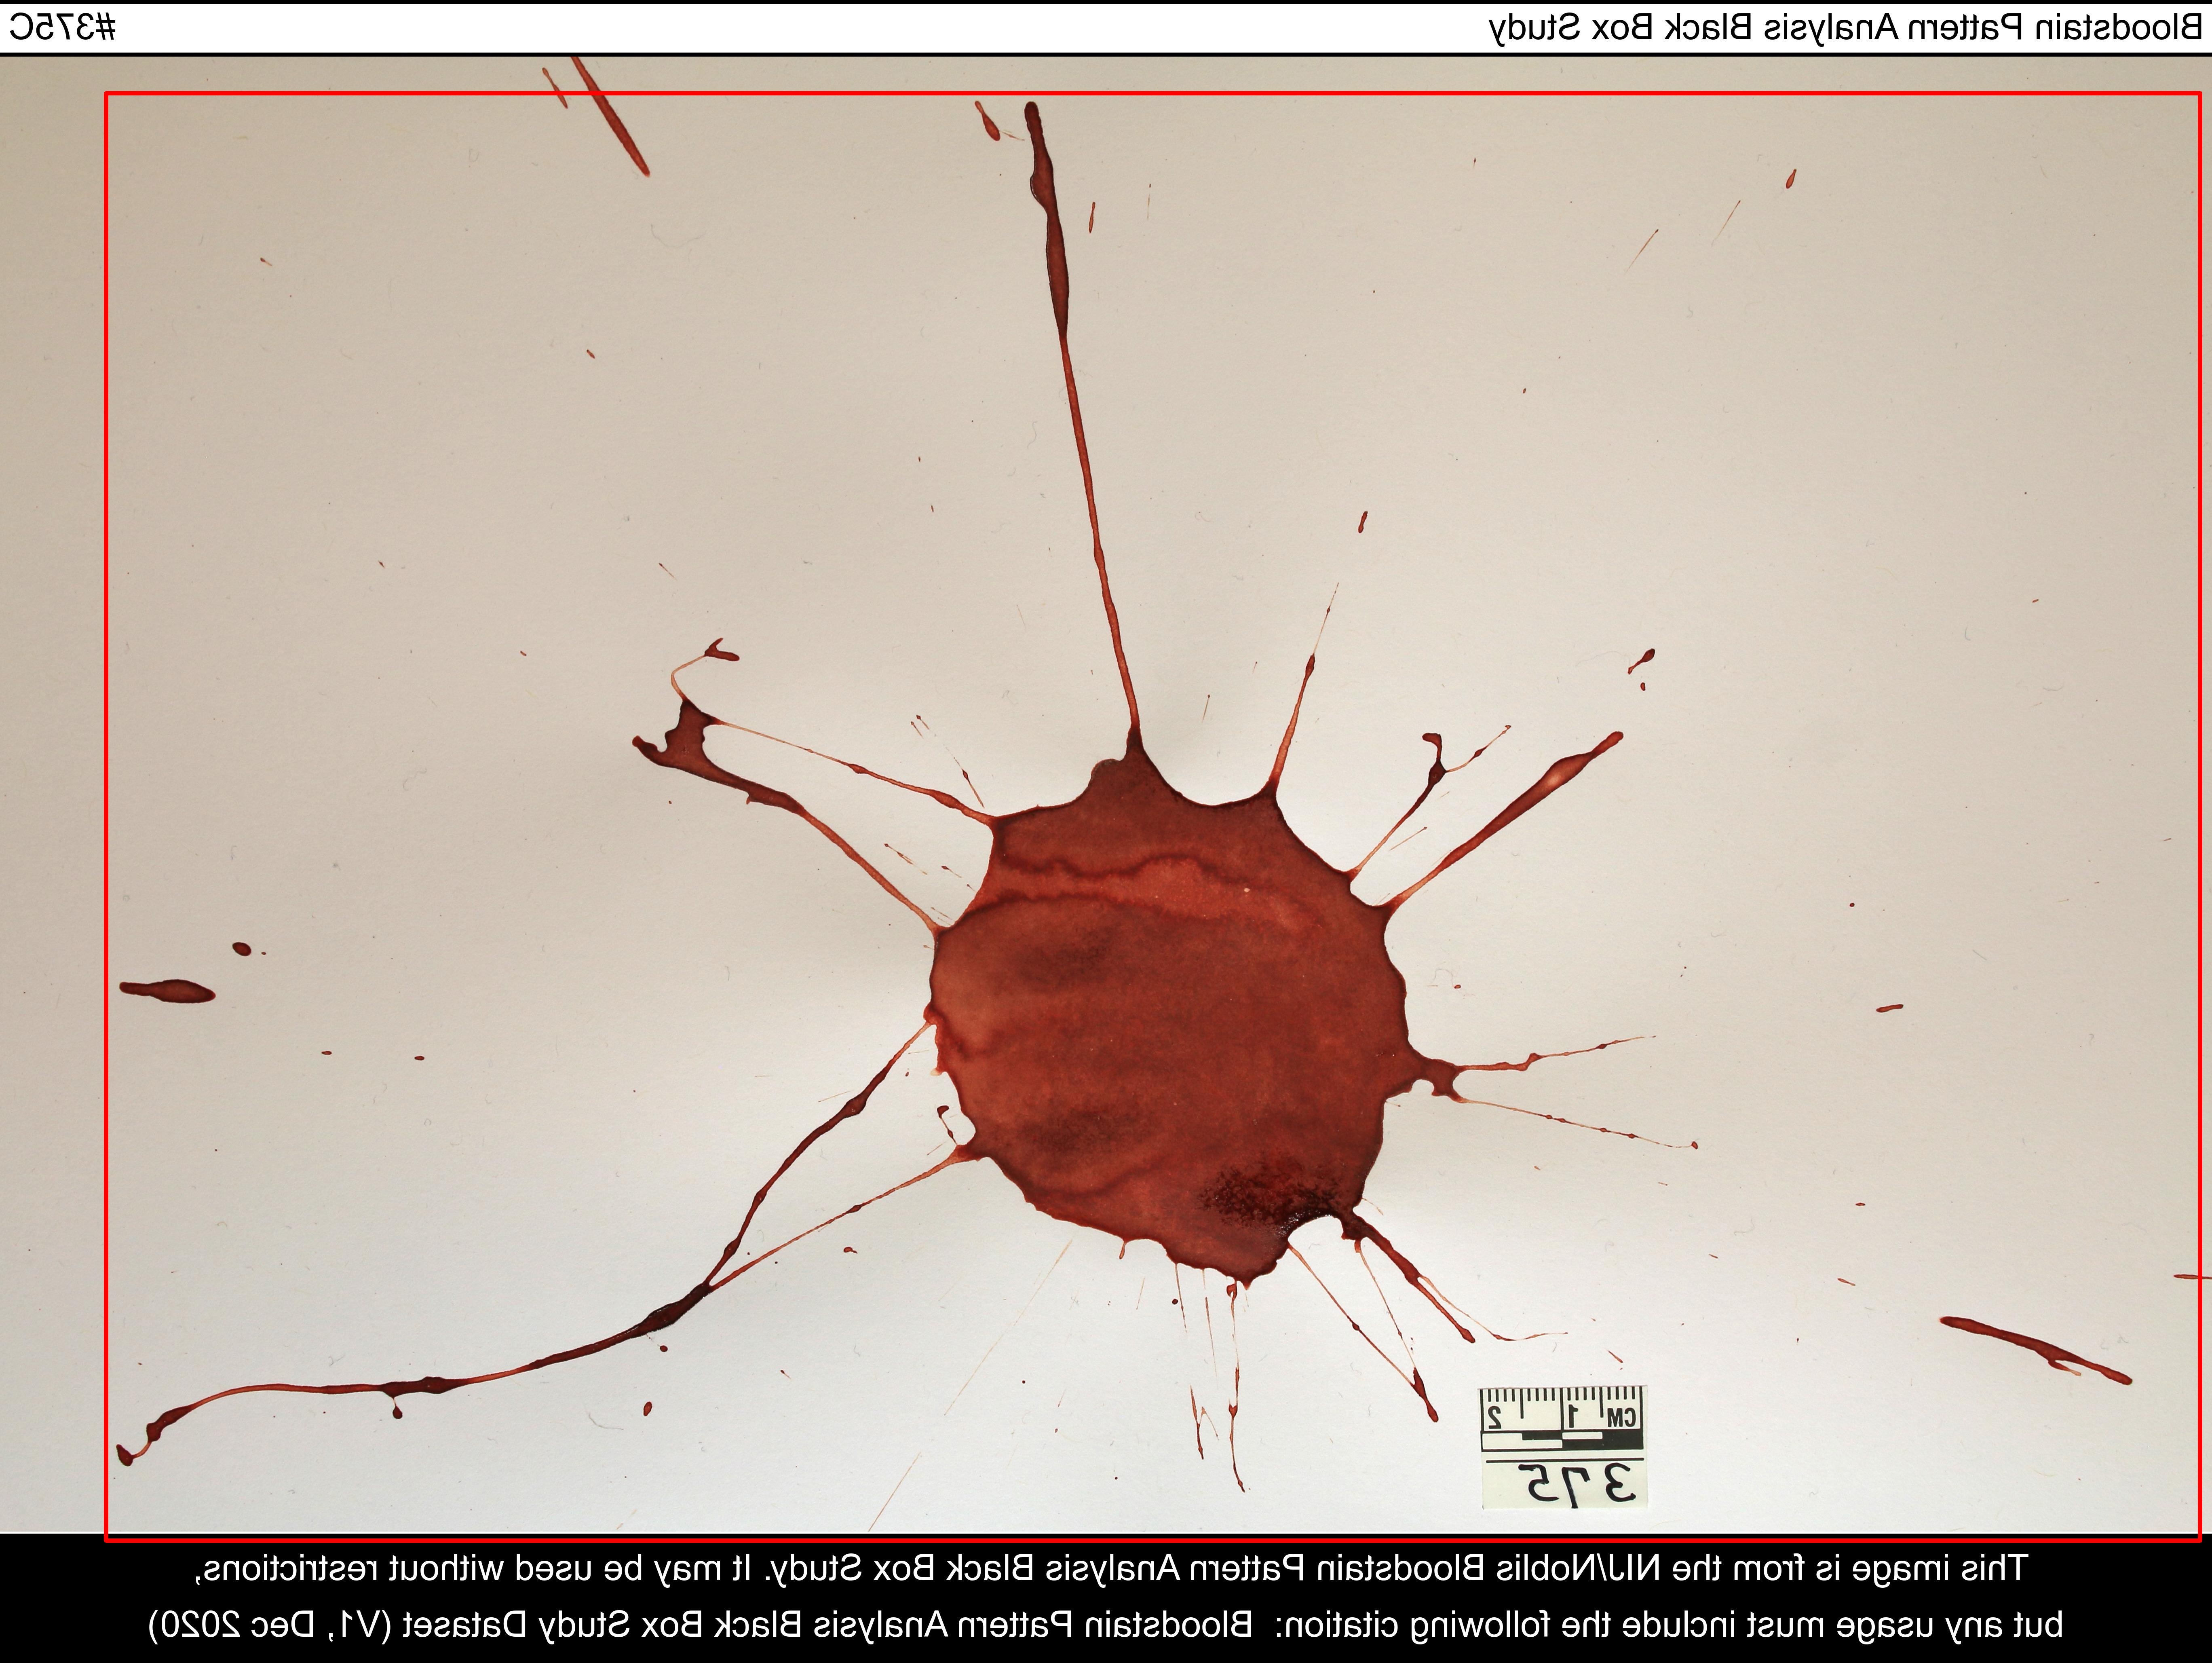 Bloodstain Pattern Analysis Black Box Study
#375C
CM 1 2
375
This image is from the NIJ/Noblis Bloodstain Pattern Analysis Black Box Study. It may be used without restrictions,
but any usage must include the following citation: Bloodstain Pattern Analysis Black Box Study Dataset (V1, Dec 2020)